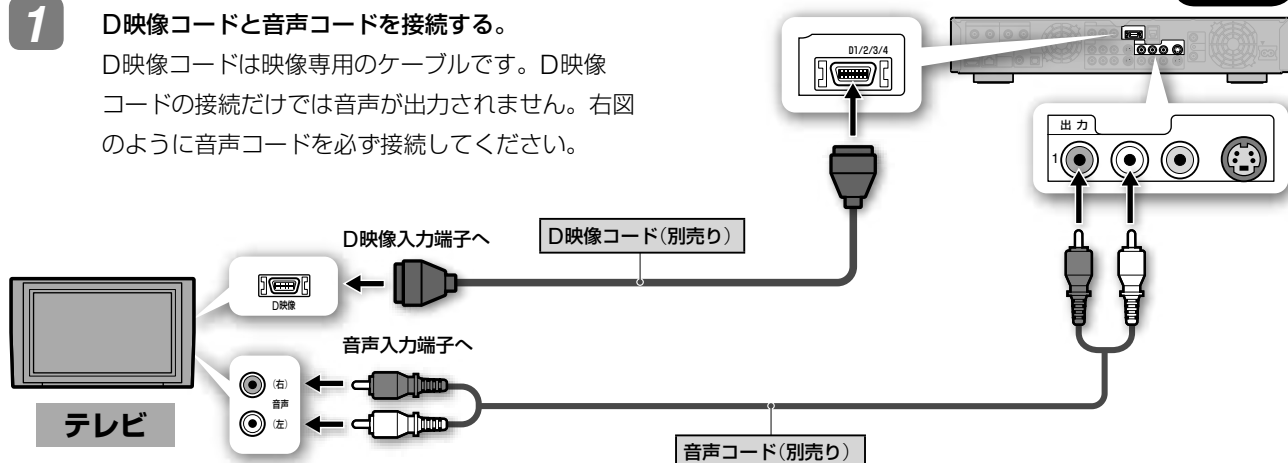 1
D映像コードと音声コードを接続する。
D映像コードは映像専用のケーブルです。D映像
コードの接続だけでは音声が出力されません。右図
のように音声コードを必ず接続してください。
D1/2/3/4
出力
1
D映像入力端子へ
D映像コード(別売り)
D映像
音声入力端子へ
(右)
音声
(左)
テレビ
音声コード(別売り)